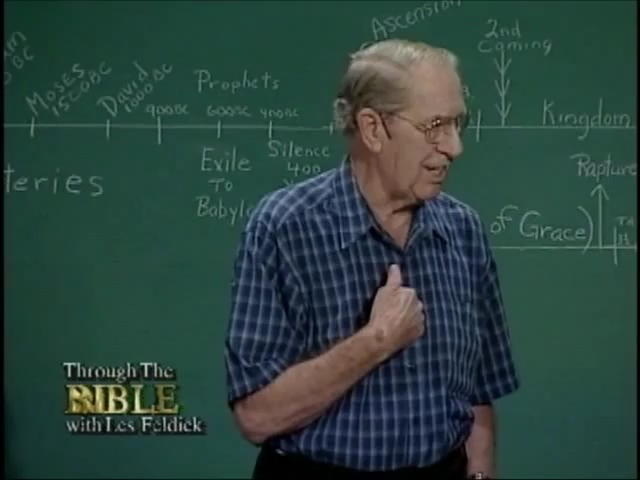 Ascension
2nd
Coming
Moses
1500BC
David
1000BC
Prophets
900BC
600BC
400BC
Kingdom
Exile
To
Silence
400
Rapture
teries
Babylo
of Grace)
Through The
BIBLE
with Les Feldick